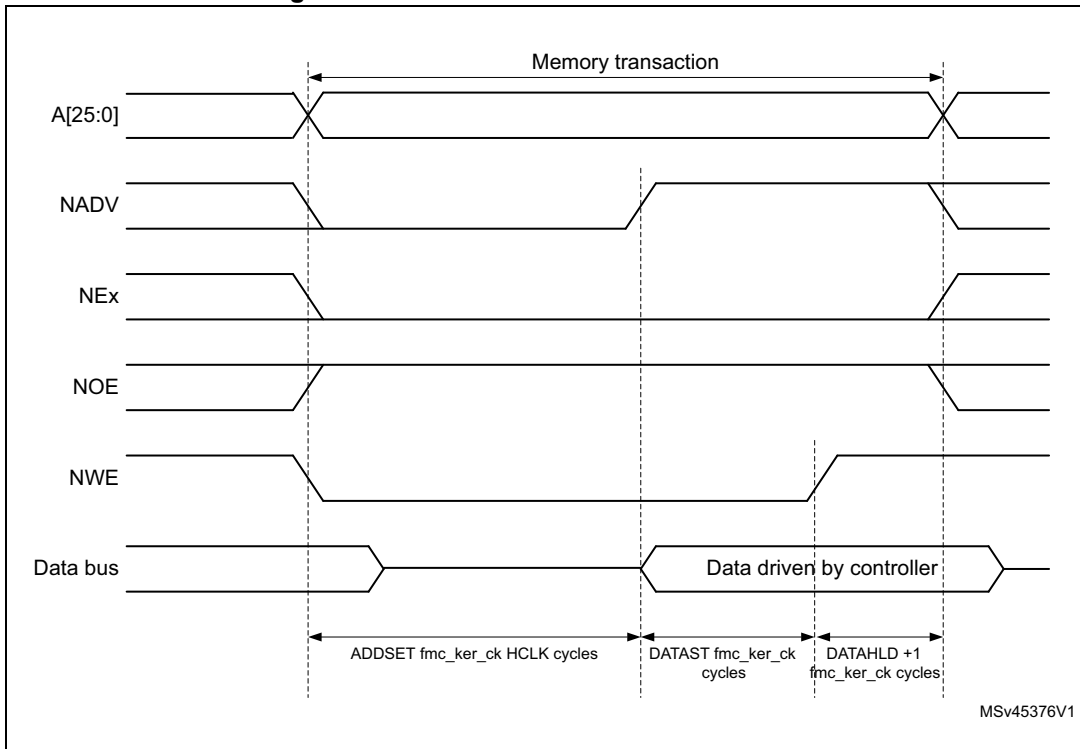 Memory transaction
A[25:0]
NADV
NEx
NOE
NWE
Data bus
Data driven by controller
ADDSET fmc_ker_ck HCLK cycles
DATAST fmc_ker_ck
cycles
DATAHLD +1
fmc_ker_ck cycles
MSv45376V1